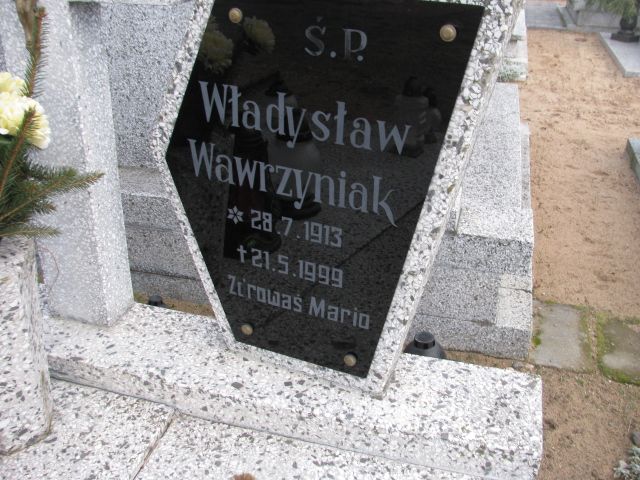 Ś.P.
Władysław
Wawrzyniak
* 28.7.1913
+ 21.5.1999
Zdrowaś Mario